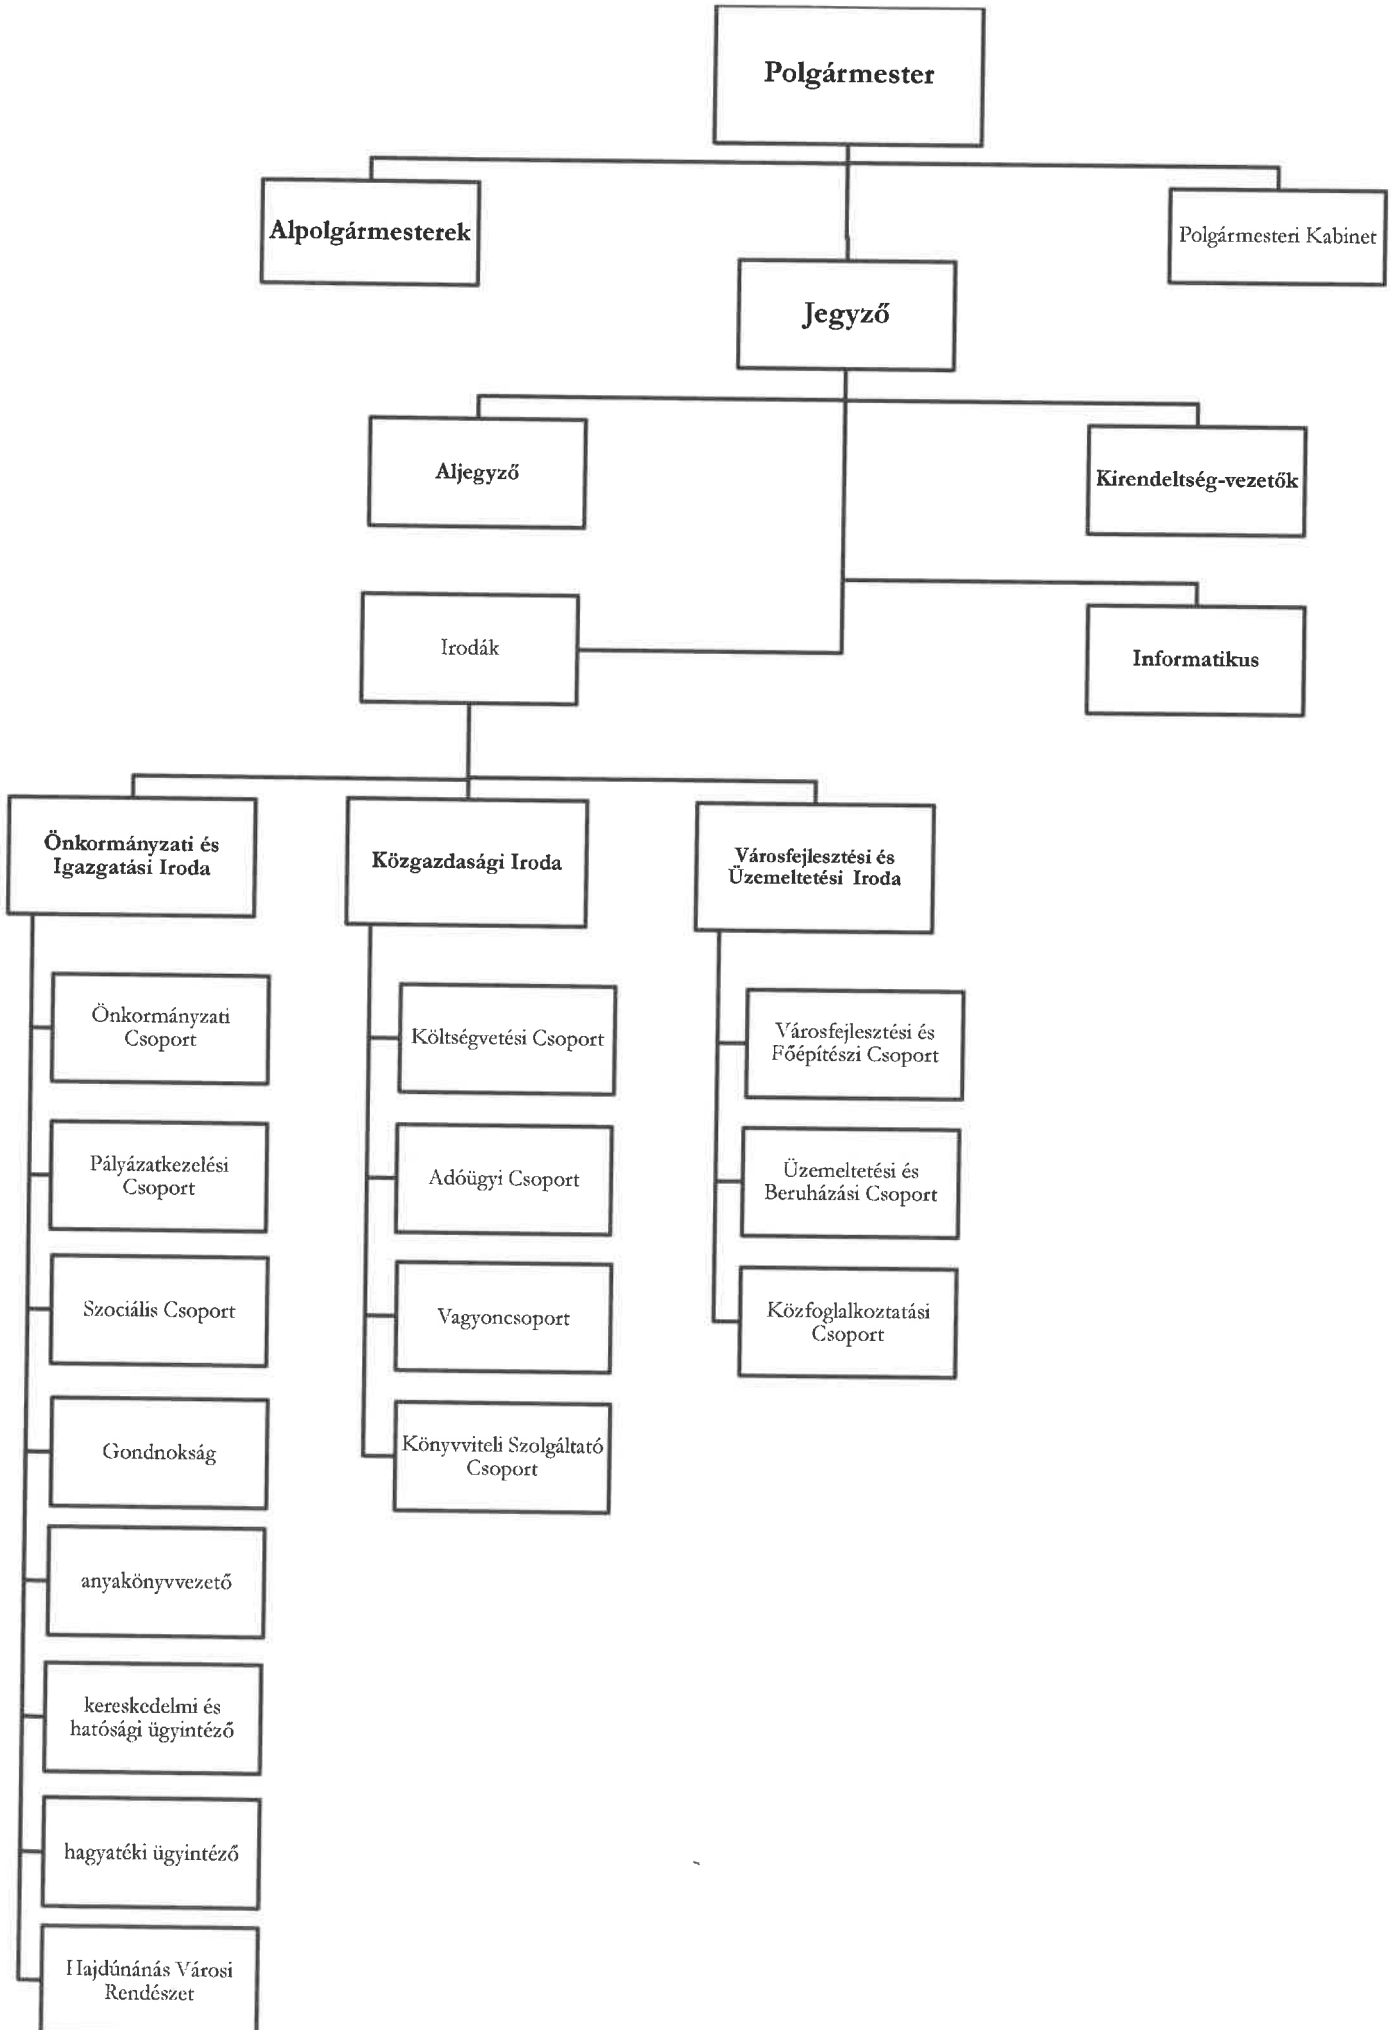 Polgármester
Alpolgármesterek
Polgármesteri Kabinet
Jegyző
Aljegyző
Kirendeltség-vezetők
Irodák
Informatikus
Önkormányzati és
Igazgatási Iroda
Közgazdasági Iroda
Városfejlesztési és
Üzemeltetési Iroda
Önkormányzati
Csoport
Pályázatkezelési
Csoport
Szociális Csoport
Gondnokság
anyakönyvvezető
kereskedelmi és
hatósági ügyintéző
hagyatéki ügyintéző
Hajdúnánás Városi
Rendészet
Költségvetési Csoport
Adóügyi Csoport
Vagyoncsoport
Könyvviteli Szolgáltató
Csoport
Városfejlesztési és
Főépítészi Csoport
Üzemeltetési és
Beruházási Csoport
Közfoglalkoztatási
Csoport